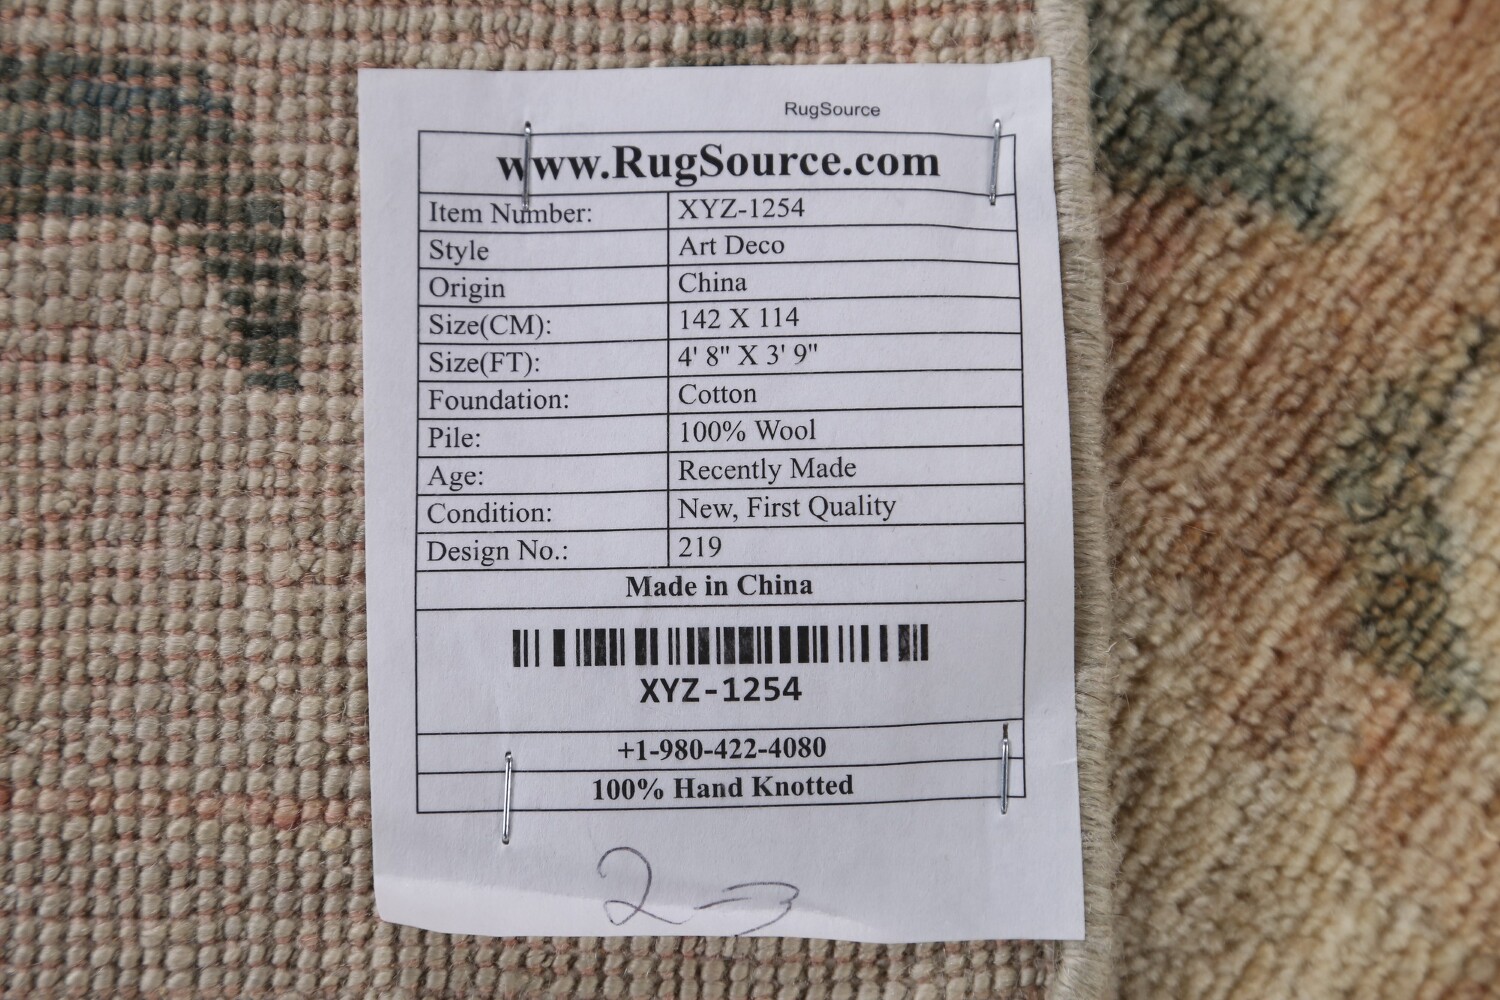 RugSource
www.RugSource.com
Item Number: XYZ-1254
Style Art Deco
Origin China
Size(CM): 142 X 114
Size(FT): 4' 8" X 3' 9"
Foundation: Cotton
Pile: 100% Wool
Age: Recently Made
Condition: New, First Quality
Design No.: 219
Made in China
XYZ-1254
+1-980-422-4080
100% Hand Knotted
2-3